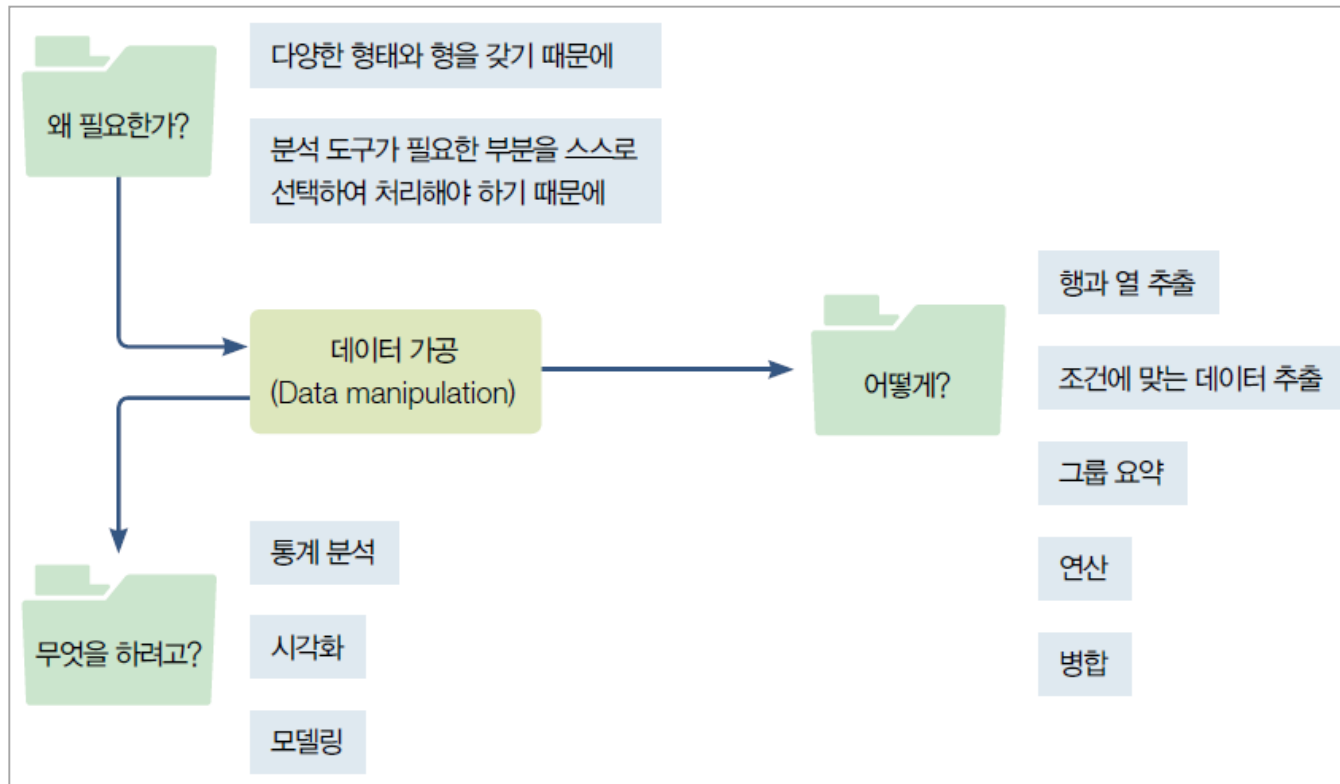 왜 필요한가?
다양한 형태와 형을 갖기 때문에
분석 도구가 필요한 부분을 스스로
선택하여 처리해야 하기 때문에
데이터 가공
(Data manipulation)
어떻게?
행과 열 추출
조건에 맞는 데이터 추출
그룹 요약
연산
병합
무엇을 하려고?
통계 분석
시각화
모델링